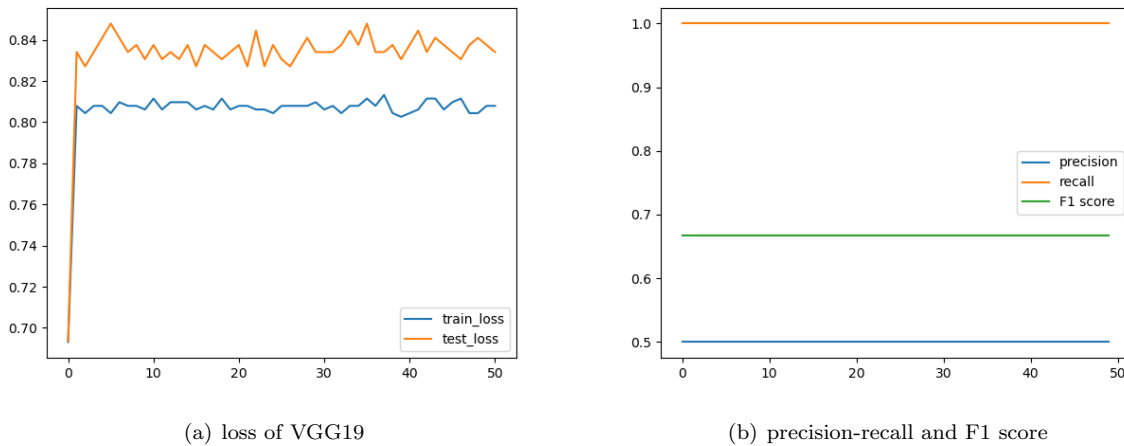 0.84
0.82
0.80
0.78
0.76
0.74
0.72
0.70
train_loss
test_loss
0 10 20 30 40 50
(a) loss of VGG19
1.0
0.9
0.8
0.7
0.6
0.5
precision
recall
F1 score
0 10 20 30 40 50
(b) precision-recall and F1 score